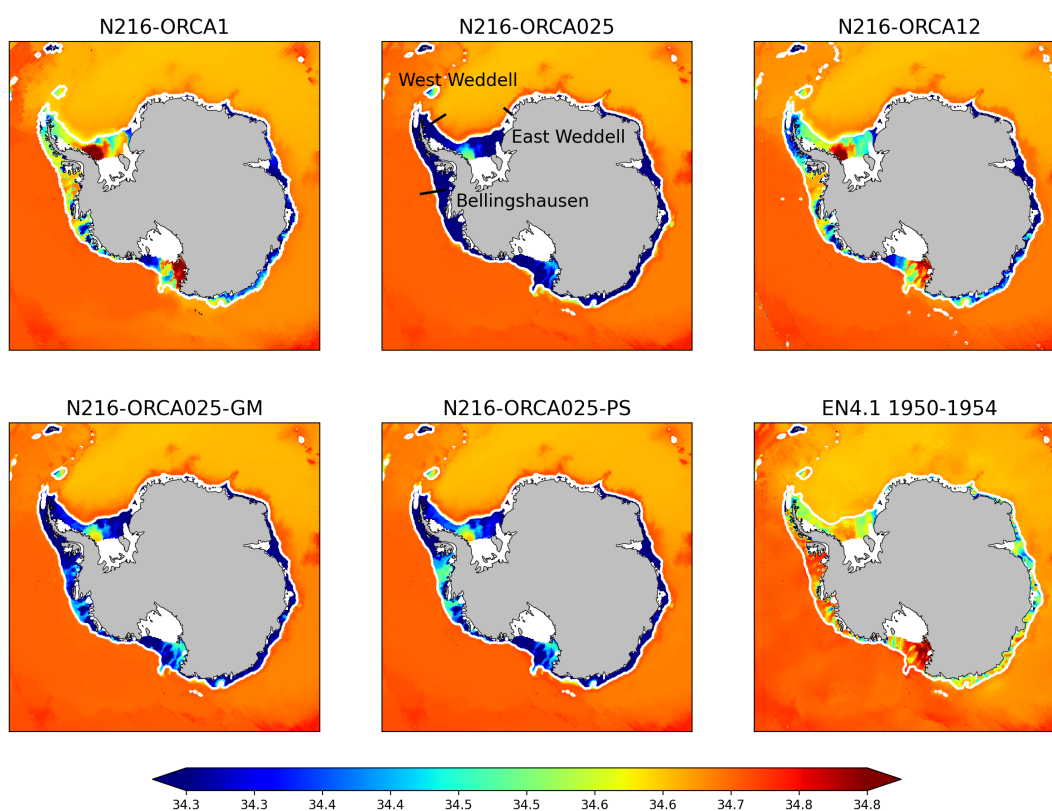 N216-ORCA1
N216-ORCA025
N216-ORCA12
West Weddell
East Weddell
Bellingshausen
N216-ORCA025-GM
N216-ORCA025-PS
EN4.1 1950-1954
34.3 34.3 34.4 34.4 34.5 34.5 34.6 34.6 34.7 34.8 34.8